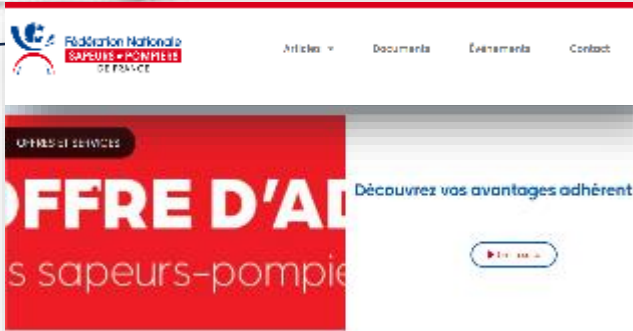 Fédération Nationale
SAPEURS-POMPIERS
DE FRANCE
Articles
Documents
Événements
Contact
OFFRES ET SERVICES
OFFRE D'AD
s sapeurs-pompie
Découvrez vos avantages adhérent